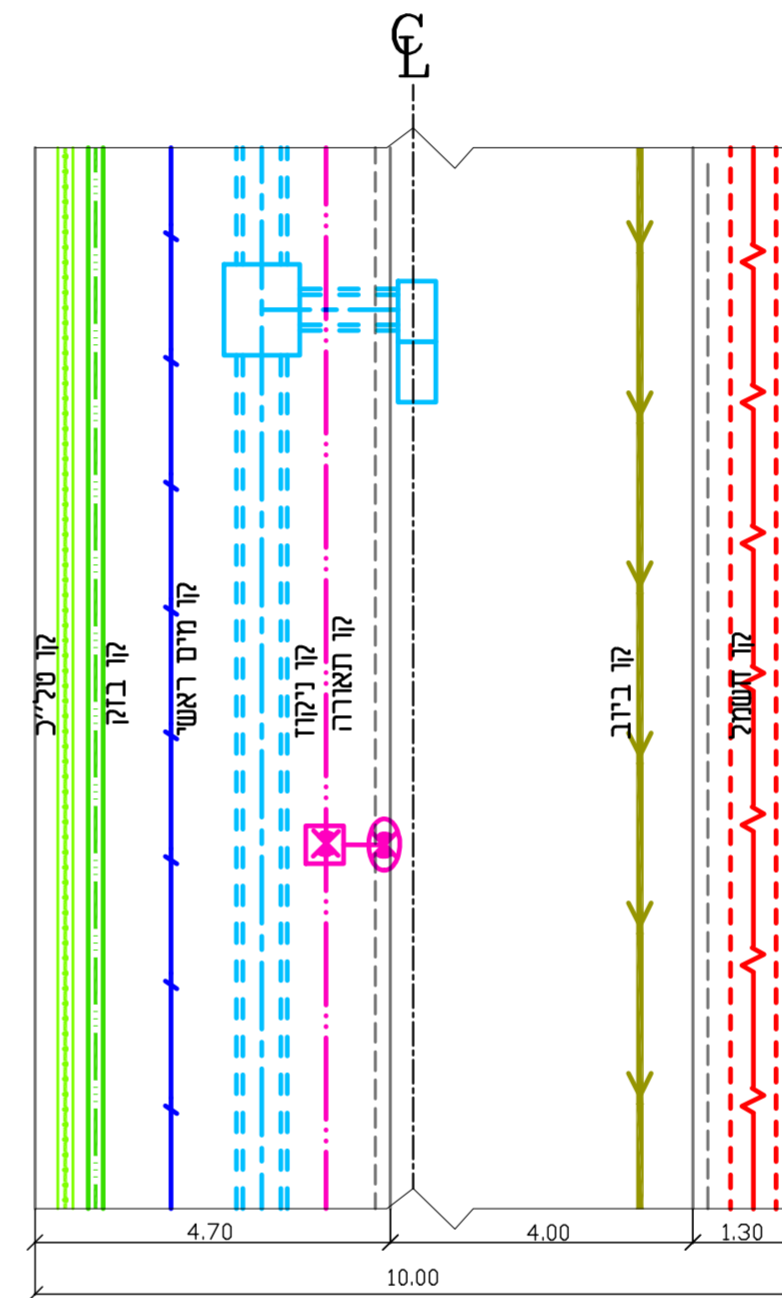 CL
קו טל"כ
קו בזק
קו מים ראשי
קו ניקוז
קו תאורה
קו ביוב
קו חשמל
4.70
4.00
1.30
10.00